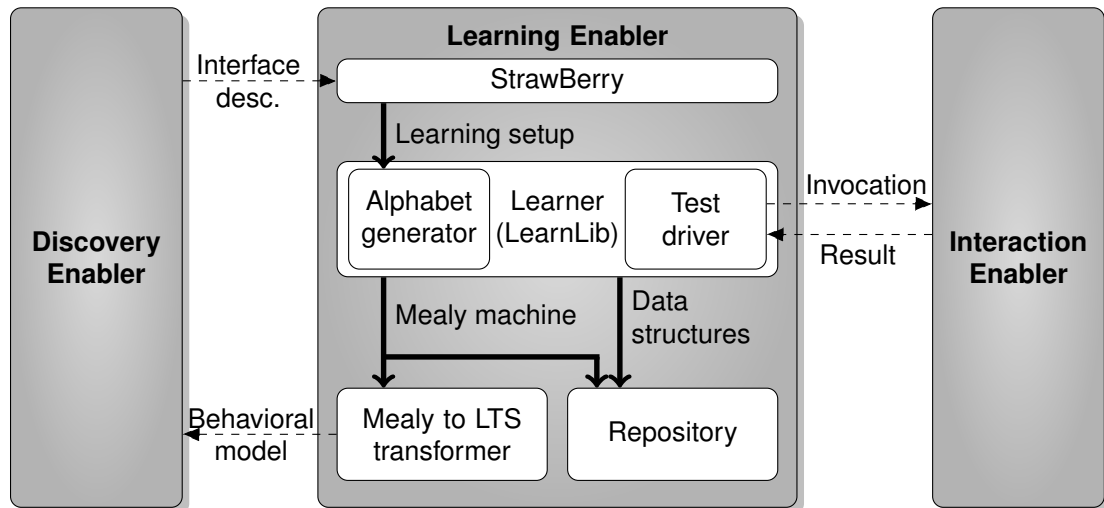 Learning Enabler
Interface
desc.
StrawBerry
Learning setup
Alphabet
generator
Learner
(LearnLib)
Test
driver
Invocation
Result
Discovery
Enabler
Interaction
Enabler
Mealy machine
Data
structures
Behavioral
model
Mealy to LTS
transformer
Repository